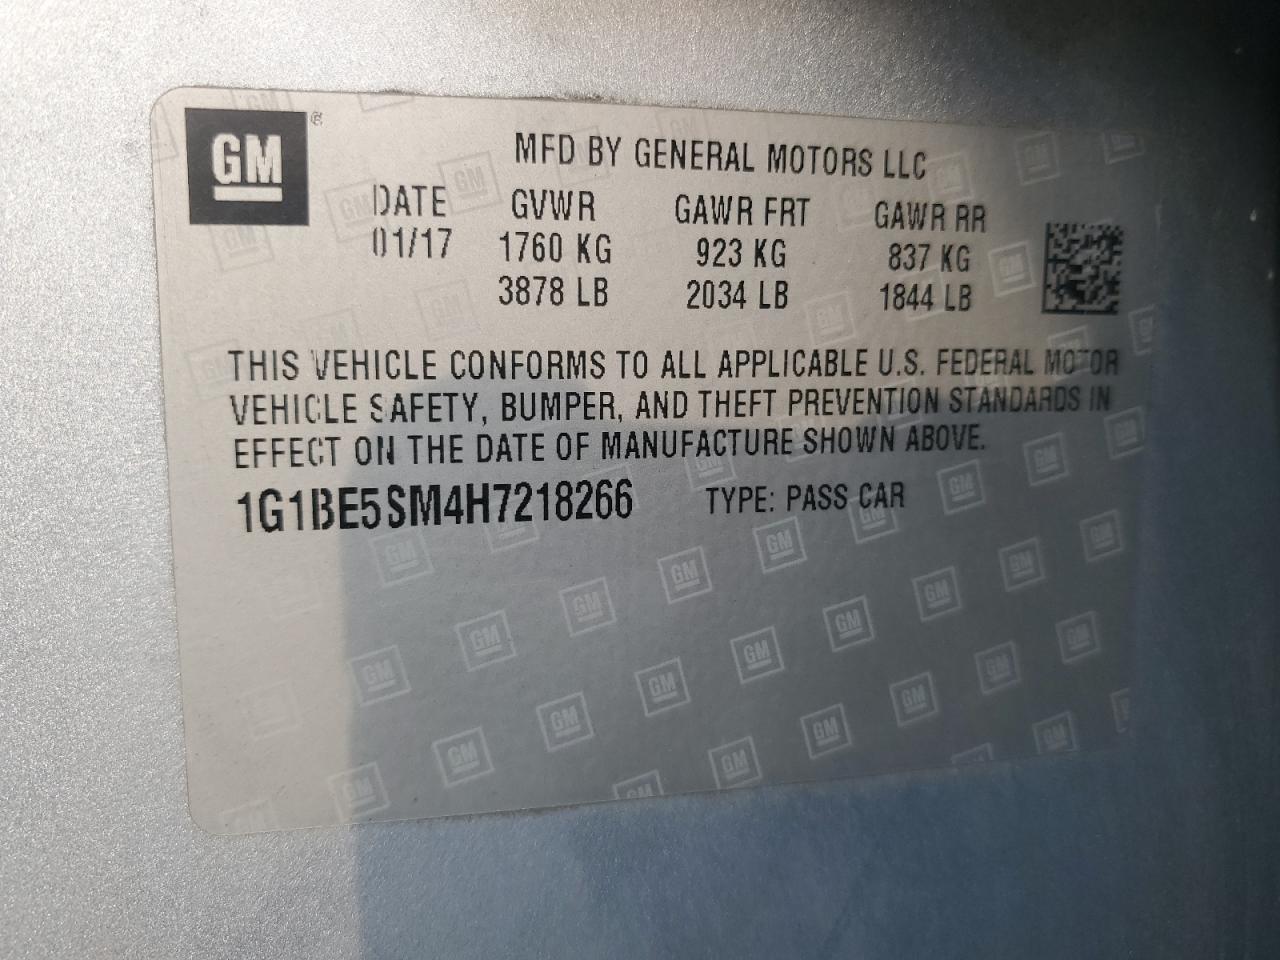 GM
MFD BY GENERAL MOTORS LLC
DATE GVWR GAWR FRT GAWR RR
01/17 1760 KG 923 KG 837 KG
3878 LB 2034 LB 1844 LB
THIS VEHICLE CONFORMS TO ALL APPLICABLE U.S. FEDERAL MOTOR
VEHICLE SAFETY, BUMPER, AND THEFT PREVENTION STANDARDS IN
EFFECT ON THE DATE OF MANUFACTURE SHOWN ABOVE.
1G1BE5SM4H7218266 TYPE: PASS CAR